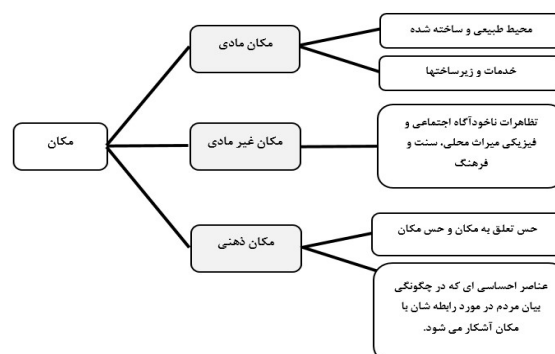 مکان
مکان مادی
محیط طبیعی و ساخته شده
خدمات و زیرساختها
مکان غیر مادی
تظاهرات ناخودآگاه اجتماعی و
فیزیکی میراث محلی، سنت و
فرهنگ
مکان ذهنی
حس تعلق به مکان و حس مکان
عناصر احساسی ای که در چگونگی
بیان مردم در مورد رابطه شان با
مکان آشکار می شود.